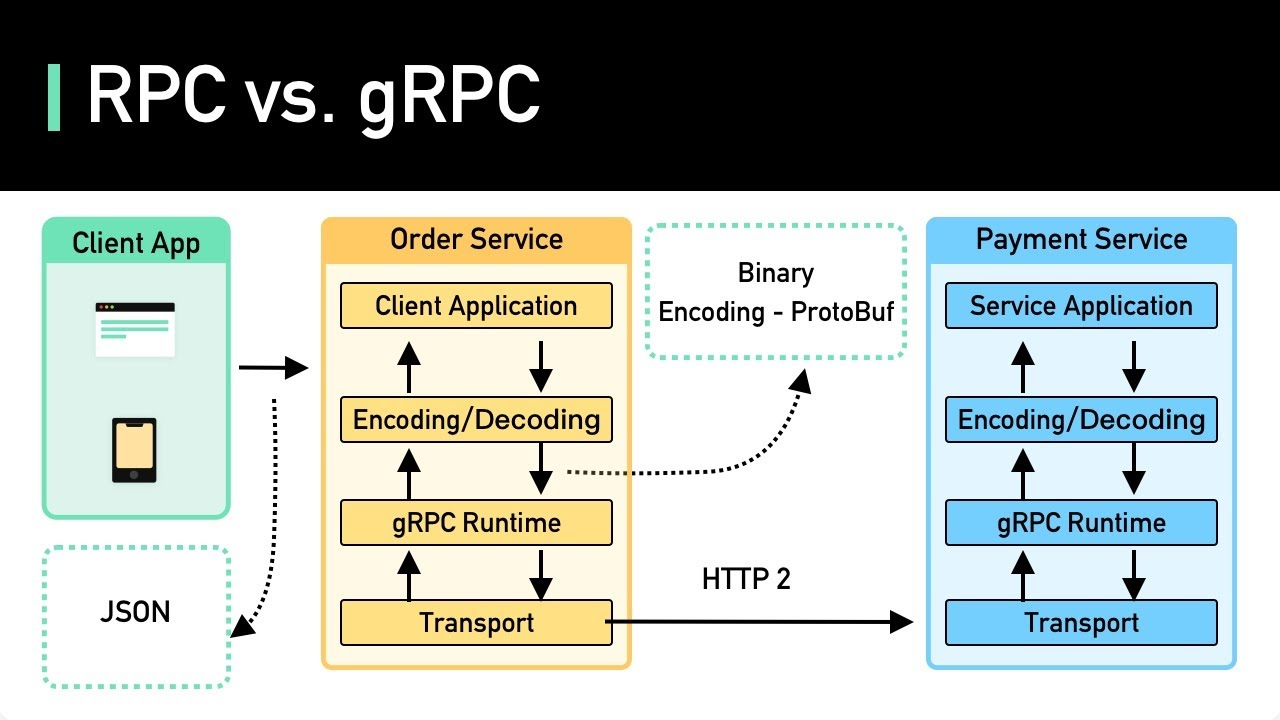 RPC vs. gRPC
Client App
JSON
Order Service
Client Application
Encoding/Decoding
gRPC Runtime
Transport
Binary
Encoding - ProtoBuf
HTTP 2
Payment Service
Service Application
Encoding/Decoding
gRPC Runtime
Transport